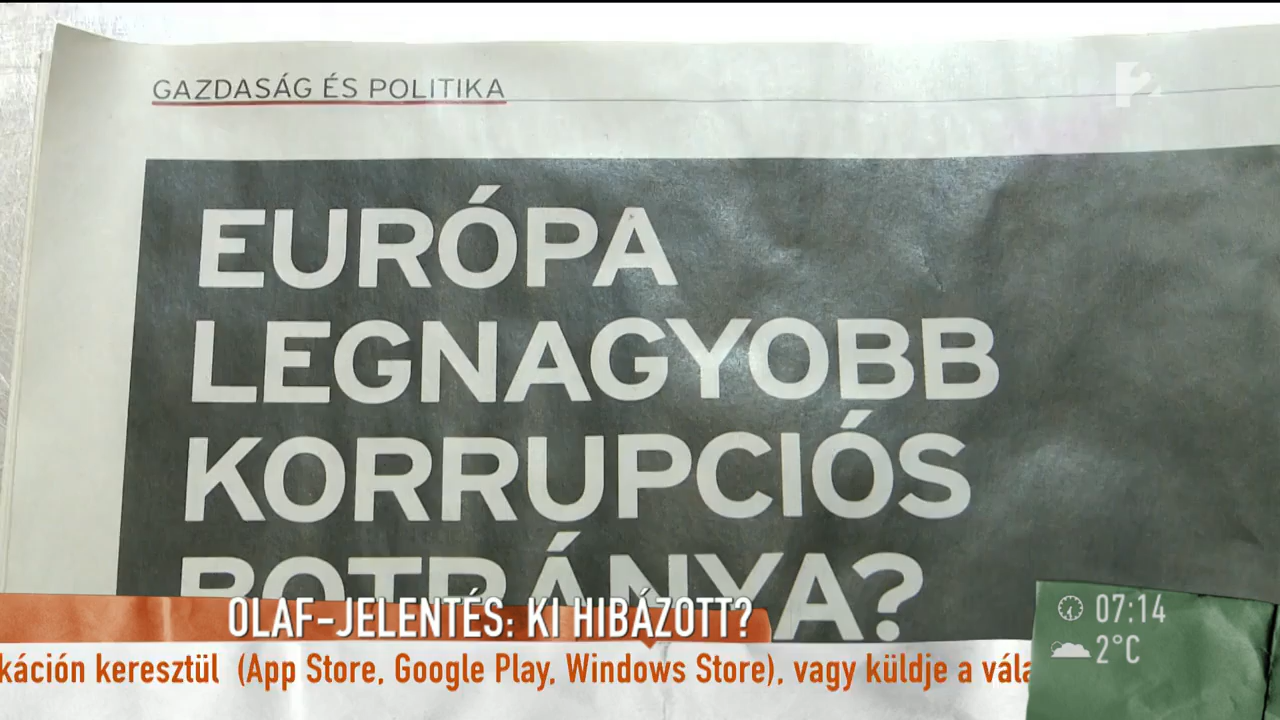 GAZDASÁG ÉS POLITIKA
2
EURÓPA
LEGNAGYOBB
KORRUPCIÓS
BOTRÁNYA?
OLAF-JELENTÉS: KI HIBÁZOTT?
07:14
2°C
káción keresztül (App Store, Google Play, Windows Store), vagy küldje a vála